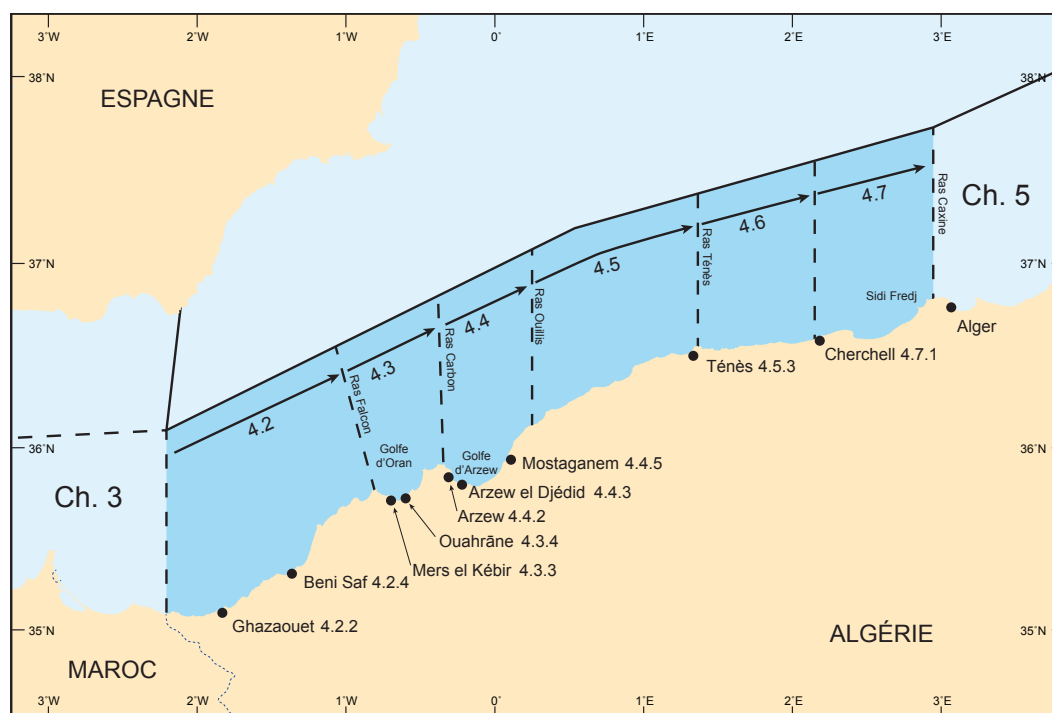 3°W 2°W 1°W 0° 1°E 2°E 3°E
38°N 38°N
ESPAGNE
4.7
Ras Caxine
Ch. 5
4.6
37°N 37°N
4.5
Ras Ténès
Sidi Fredj
4.4
Ras Ouillis
Alger
4.3
Ras Carbon
Cherchell 4.7.1
Ténès 4.5.3
4.2
Ras Falcon
36°N 36°N
Golfe
d'Oran
Golfe
d'Arzew
Mostaganem 4.4.5
Ch. 3
Arzew el Djédid 4.4.3
Arzew 4.4.2
Ouahrāne 4.3.4
Mers el Kébir 4.3.3
Beni Saf 4.2.4
Ghazaouet 4.2.2
35°N 35°N
ALGÉRIE
MAROC
3°W 2°W 1°W 0° 1°E 2°E 3°E